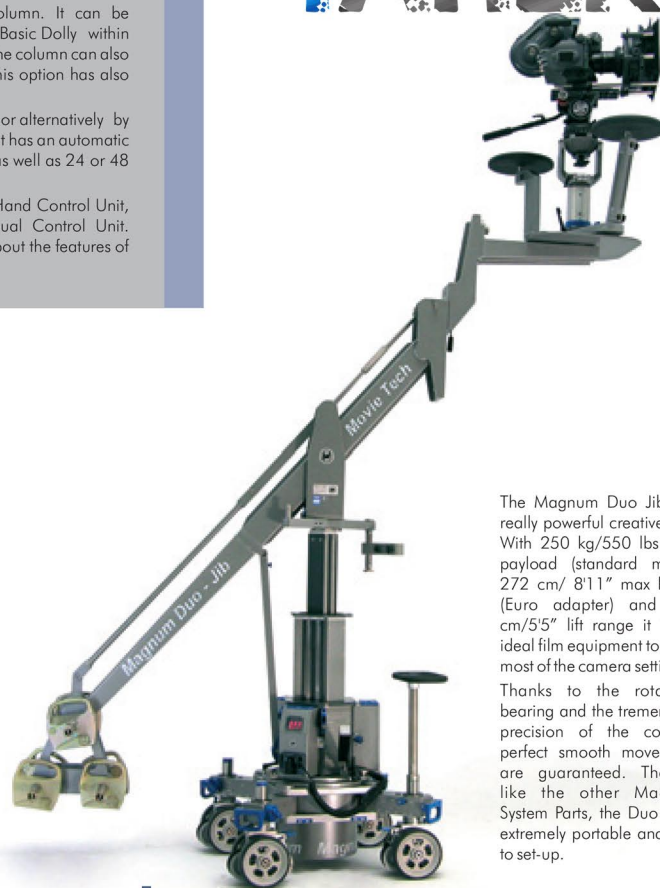 olumn. It can be
Basic Dolly within
he column can also
his option has also
or alternatively by
t has an automatic
as well as 24 or 48
Hand Control Unit,
ual Control Unit.
bout the features of
Movie Tech
Magnum Duo - Jib
The Magnum Duo Jib
really powerful creative
With 250 kg/550 lbs
payload (standard m
272 cm/ 8'11" max
(Euro adapter) and
cm/5'5" lift range it
ideal film equipment to
most of the camera setti
Thanks to the rota
bearing and the tremen
precision of the co
perfect smooth move
are guaranteed. The
like the other Ma
System Parts, the Duo
extremely portable and
to set-up.